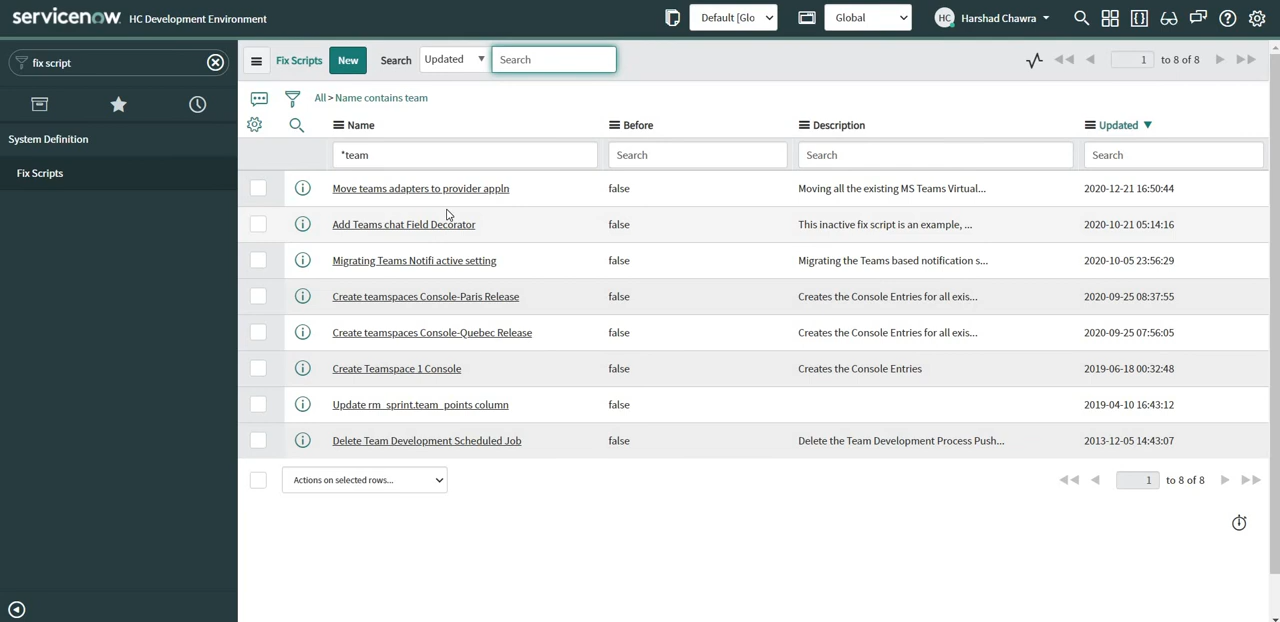 servicenow. HC Development Environment Default [Glo Global HC Harshad Chawra
fix script
Fix Scripts New Search Updated Search 1 to 8 of 8
All > Name contains team
Name Before Description Updated
*team Search Search Search
System Definition
Fix Scripts
Move teams adapters to provider appln false Moving all the existing MS Teams Virtual... 2020-12-21 16:50:44
Add Teams chat Field Decorator false This inactive fix script is an example, ... 2020-10-21 05:14:16
Migrating Teams Notifi active setting false Migrating the Teams based notification s... 2020-10-05 23:56:29
Create teamspaces Console-Paris Release false Creates the Console Entries for all exis... 2020-09-25 08:37:55
Create teamspaces Console-Quebec Release false Creates the Console Entries for all exis... 2020-09-25 07:56:05
Create Teamspace 1 Console false Creates the Console Entries 2019-06-18 00:32:48
Update rm_sprint.team_points column false 2019-04-10 16:43:12
Delete Team Development Scheduled Job false Delete the Team Development Process Push... 2013-12-05 14:43:07
Actions on selected rows... 1 to 8 of 8